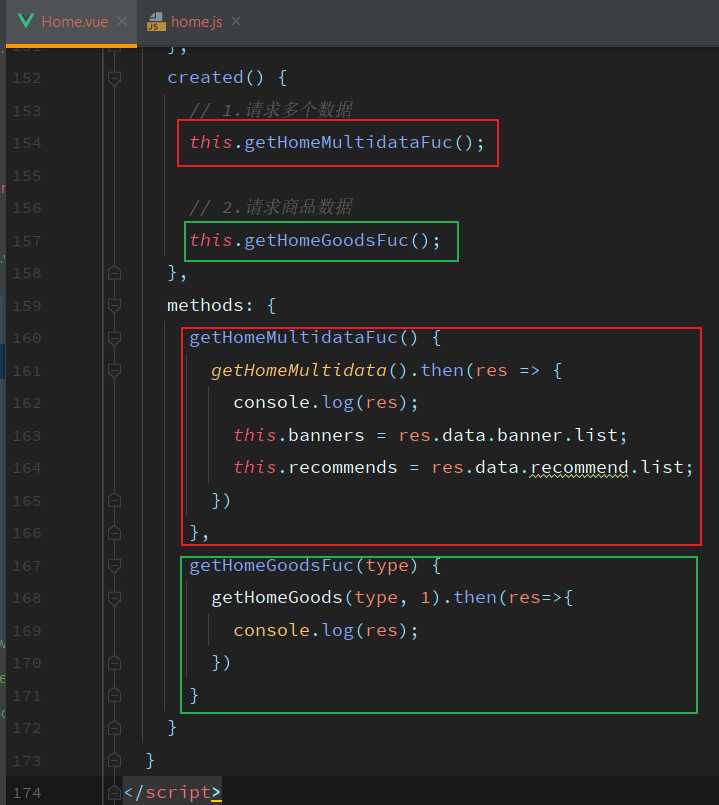 Home.vue × home.js ×
151 },
152 created() {
153 // 1.请求多个数据
154 this.getHomeMultidataFuc();
155
156 // 2.请求商品数据
157 this.getHomeGoodsFuc();
158 },
159 methods: {
160 getHomeMultidataFuc() {
161 getHomeMultidata().then(res => {
162 console.log(res);
163 this.banners = res.data.banner.list;
164 this.recommends = res.data.recommend.list;
165 })
166 },
167 getHomeGoodsFuc(type) {
168 getHomeGoods(type, 1).then(res=>{
169 console.log(res);
170 })
171 }
172 }
173 }
174 </script>